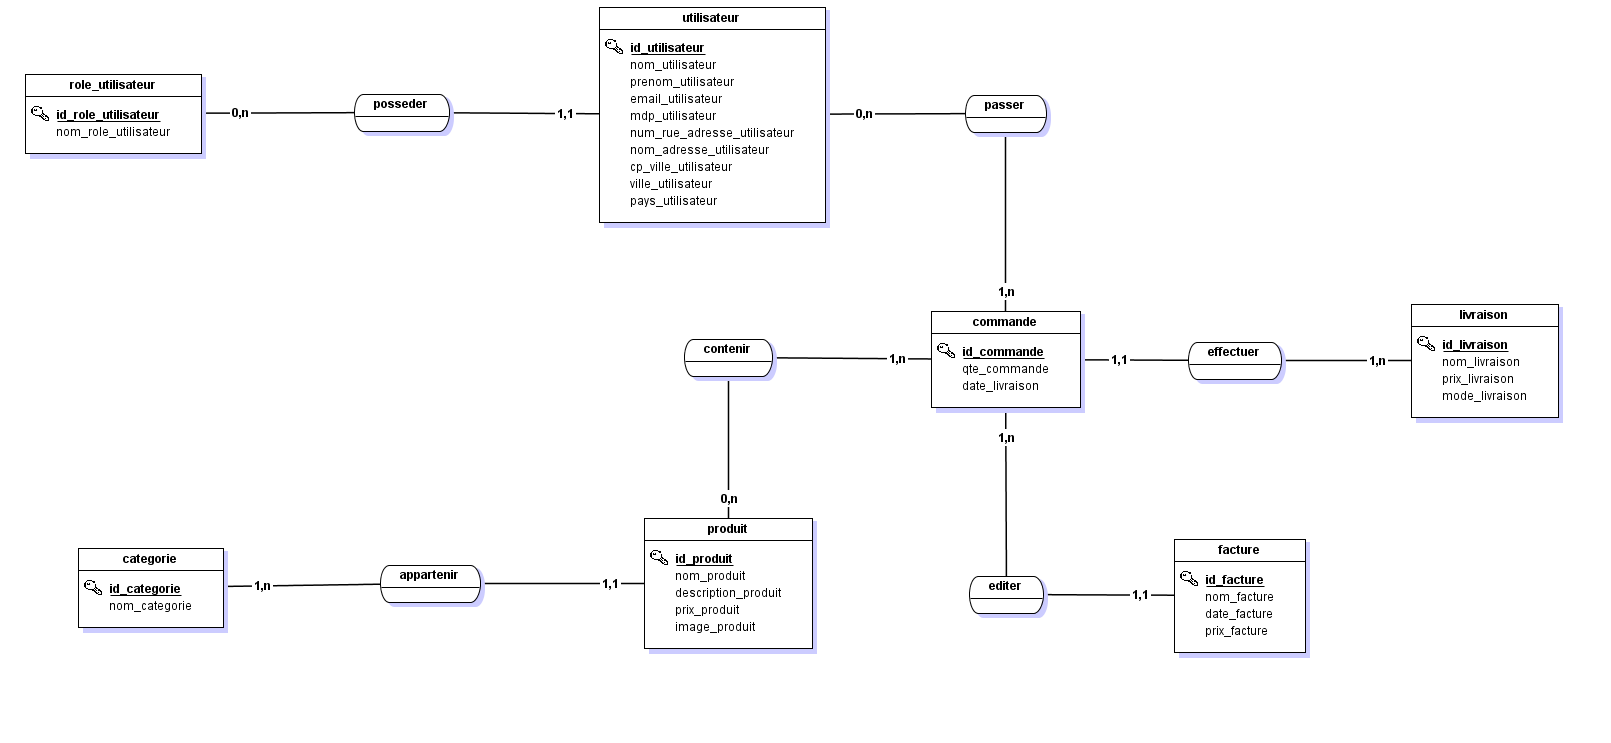 utilisateur
id_utilisateur
nom_utilisateur
prenom_utilisateur
email_utilisateur
mdp_utilisateur
num_rue_adresse_utilisateur
nom_adresse_utilisateur
cp_ville_utilisateur
ville_utilisateur
pays_utilisateur
role_utilisateur
id_role_utilisateur
nom_role_utilisateur
0,n
posseder
1,1
0,n
passer
1,n
commande
id_commande
qte_commande
date_livraison
1,1
effectuer
1,n
livraison
id_livraison
nom_livraison
prix_livraison
mode_livraison
contenir
1,n
0,n
1,n
produit
id_produit
nom_produit
description_produit
prix_produit
image_produit
categorie
id_categorie
nom_categorie
1,n
appartenir
1,1
editer
1,1
facture
id_facture
nom_facture
date_facture
prix_facture